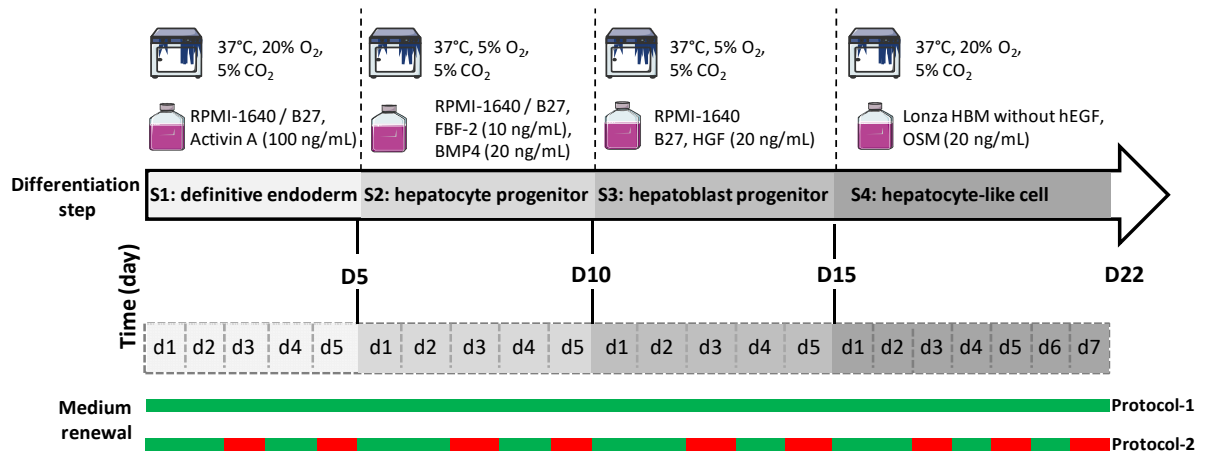 37°C, 20% O₂,
5% CO₂
37°C, 5% O₂,
5% CO₂
37°C, 5% O₂,
5% CO₂
37°C, 20% O₂,
5% CO₂
RPMI-1640 / B27,
Activin A (100 ng/mL)
RPMI-1640 / B27,
FBF-2 (10 ng/mL),
BMP4 (20 ng/mL)
RPMI-1640
B27, HGF (20 ng/mL)
Lonza HBM without hEGF,
OSM (20 ng/mL)
Differentiation
step
S1: definitive endoderm
S2: hepatocyte progenitor
S3: hepatoblast progenitor
S4: hepatocyte-like cell
Time (day)
D5
D10
D15
D22
d1 d2 d3 d4 d5 d1 d2 d3 d4 d5 d1 d2 d3 d4 d5 d1 d2 d3 d4 d5 d6 d7
Medium
renewal
Protocol-1
Protocol-2